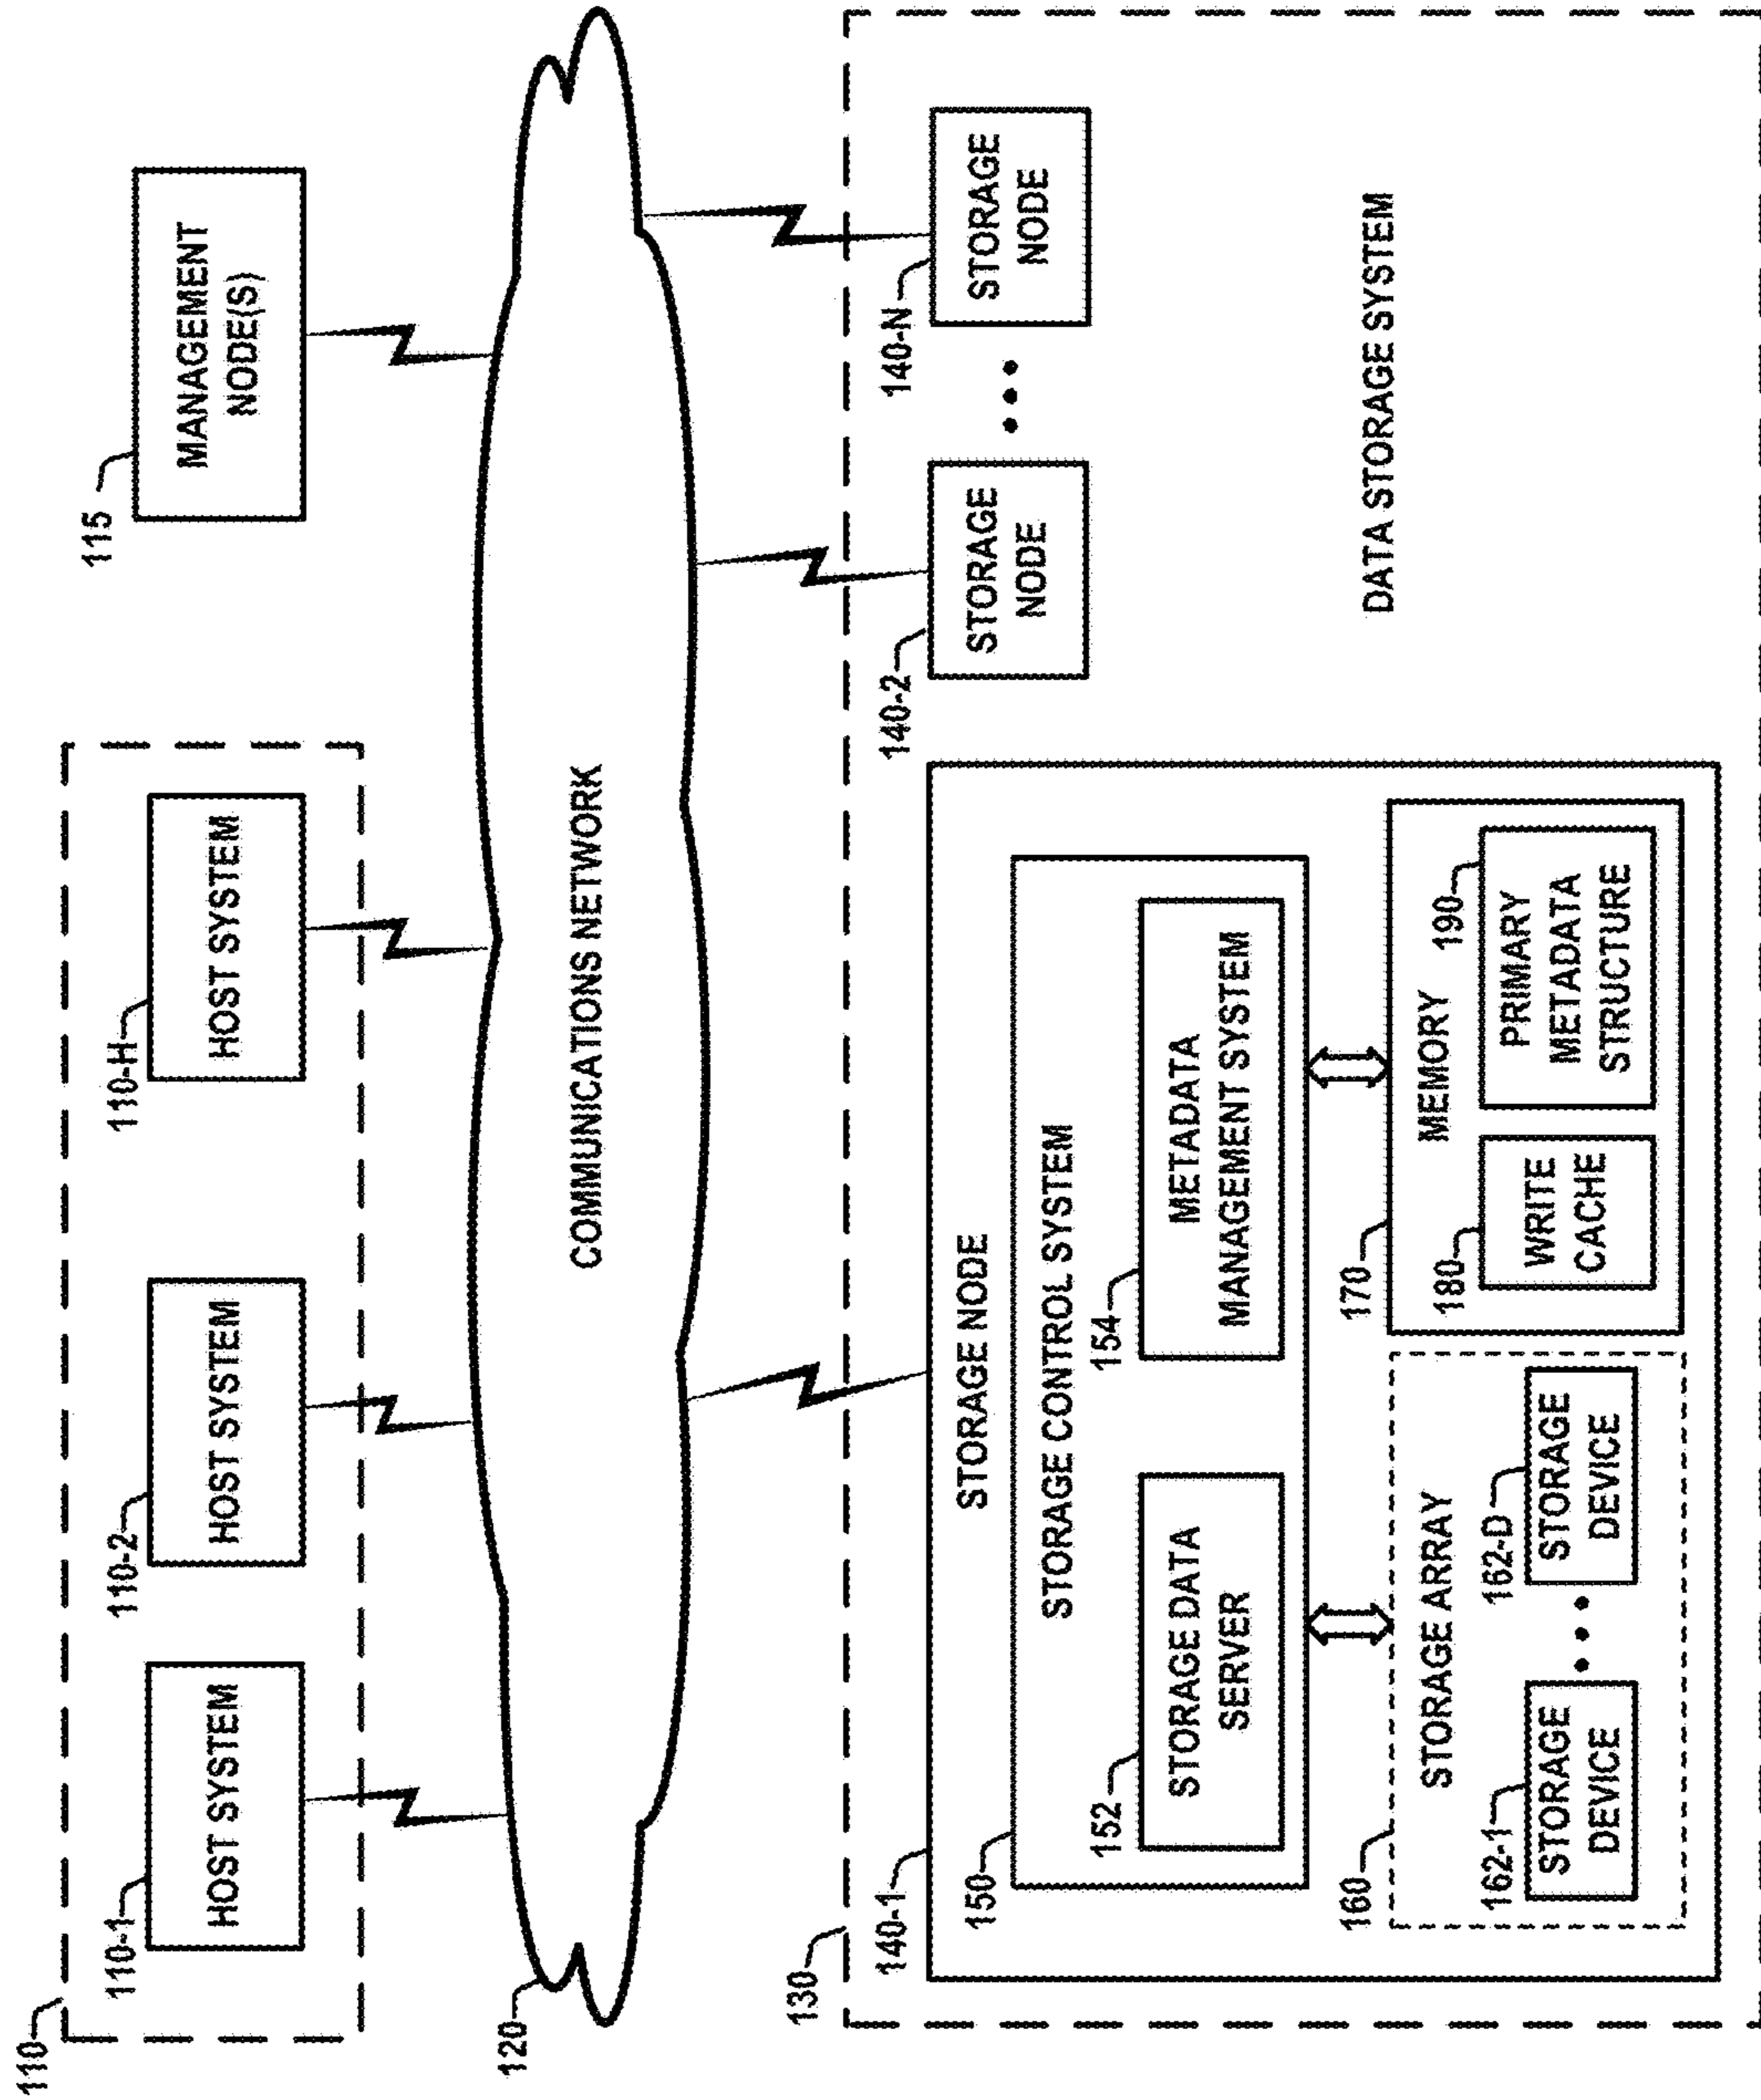 110
110-1
HOST SYSTEM
110-2
HOST SYSTEM
110-H
HOST SYSTEM
115
MANAGEMENT
NODE(S)
120
COMMUNICATIONS NETWORK
130
140-1
STORAGE NODE
150
STORAGE CONTROL SYSTEM
152
STORAGE DATA
SERVER
154
METADATA
MANAGEMENT SYSTEM
160
STORAGE ARRAY
162-1
STORAGE
DEVICE
• • •
162-D
STORAGE
DEVICE
170
MEMORY
180
WRITE
CACHE
190
PRIMARY
METADATA
STRUCTURE
140-2
STORAGE
NODE
• • •
140-N
STORAGE
NODE
DATA STORAGE SYSTEM